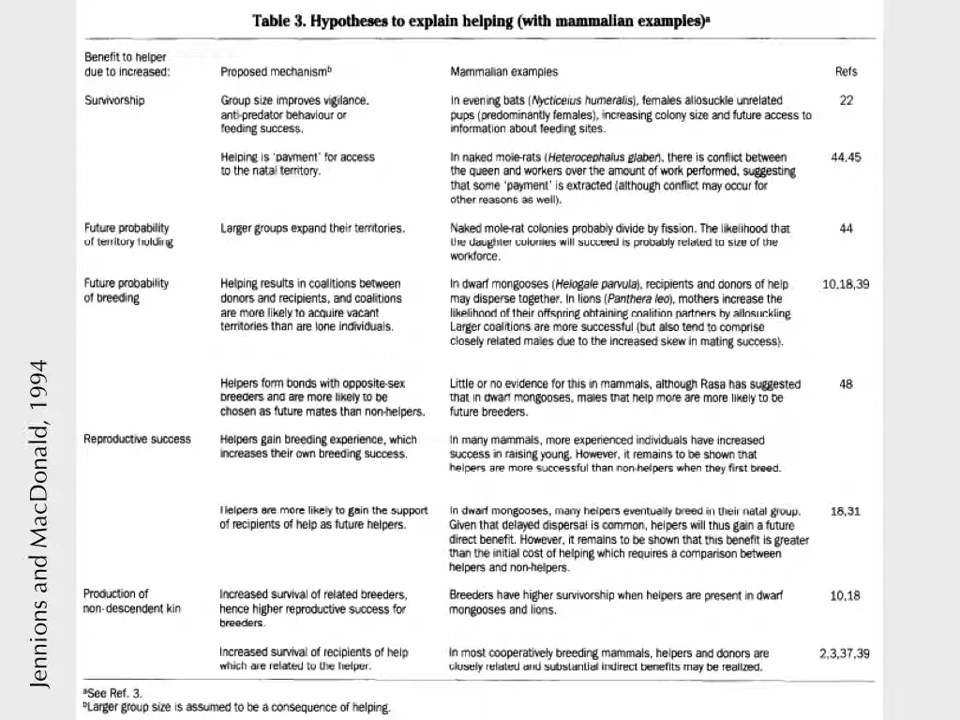 Table 3. Hypotheses to explain helping (with mammalian examples)ᵃ
Benefit to helper
due to increased:
Proposed mechanismᵇ
Mammalian examples
Refs
Survivorship
Group size improves vigilance,
anti-predator behaviour or
feeding success.
In evening bats (Nycticeius humeralis), females allosuckle unrelated
pups (predominantly females), increasing colony size and future access to
information about feeding sites.
22
Helping is 'payment' for access
to the natal territory.
In naked mole-rats (Heterocephalus glaber), there is conflict between
the queen and workers over the amount of work performed, suggesting
that some 'payment' is extracted (although conflict may occur for
other reasons as well).
44,45
Future probability
of territory holding
Larger groups expand their territories.
Naked mole-rat colonies probably divide by fission. The likelihood that
the daughter colonies will succeed is probably related to size of the
workforce.
44
Future probability
of breeding
Helping results in coalitions between
donors and recipients, and coalitions
are more likely to acquire vacant
territories than are lone individuals.
In dwarf mongooses (Helogale parvula), recipients and donors of help
may disperse together. In lions (Panthera leo), mothers increase the
likelihood of their offspring obtaining coalition partners by allosuckling.
Larger coalitions are more successful (but also tend to comprise
closely related males due to the increased skew in mating success).
10,18,39
Helpers form bonds with opposite-sex
breeders and are more likely to be
chosen as future mates than non-helpers.
Little or no evidence for this in mammals, although Rasa has suggested
that in dwarf mongooses, males that help more are more likely to be
future breeders.
48
Reproductive success
Helpers gain breeding experience, which
increases their own breeding success.
In many mammals, more experienced individuals have increased
success in raising young. However, it remains to be shown that
helpers are more successful than non-helpers when they first breed.
Helpers are more likely to gain the support
of recipients of help as future helpers.
In dwarf mongooses, many helpers eventually breed in their natal group.
Given that delayed dispersal is common, helpers will thus gain a future
direct benefit. However, it remains to be shown that this benefit is greater
than the initial cost of helping which requires a comparison between
helpers and non-helpers.
18,31
Production of
non-descendent kin
Increased survival of related breeders,
hence higher reproductive success for
breeders.
Breeders have higher survivorship when helpers are present in dwarf
mongooses and lions.
10,18
Increased survival of recipients of help
which are related to the helper.
In most cooperatively breeding mammals, helpers and donors are
closely related and substantial indirect benefits may be realized.
2,3,37,39
ᵃSee Ref. 3.
ᵇLarger group size is assumed to be a consequence of helping.
Jennions and MacDonald, 1994